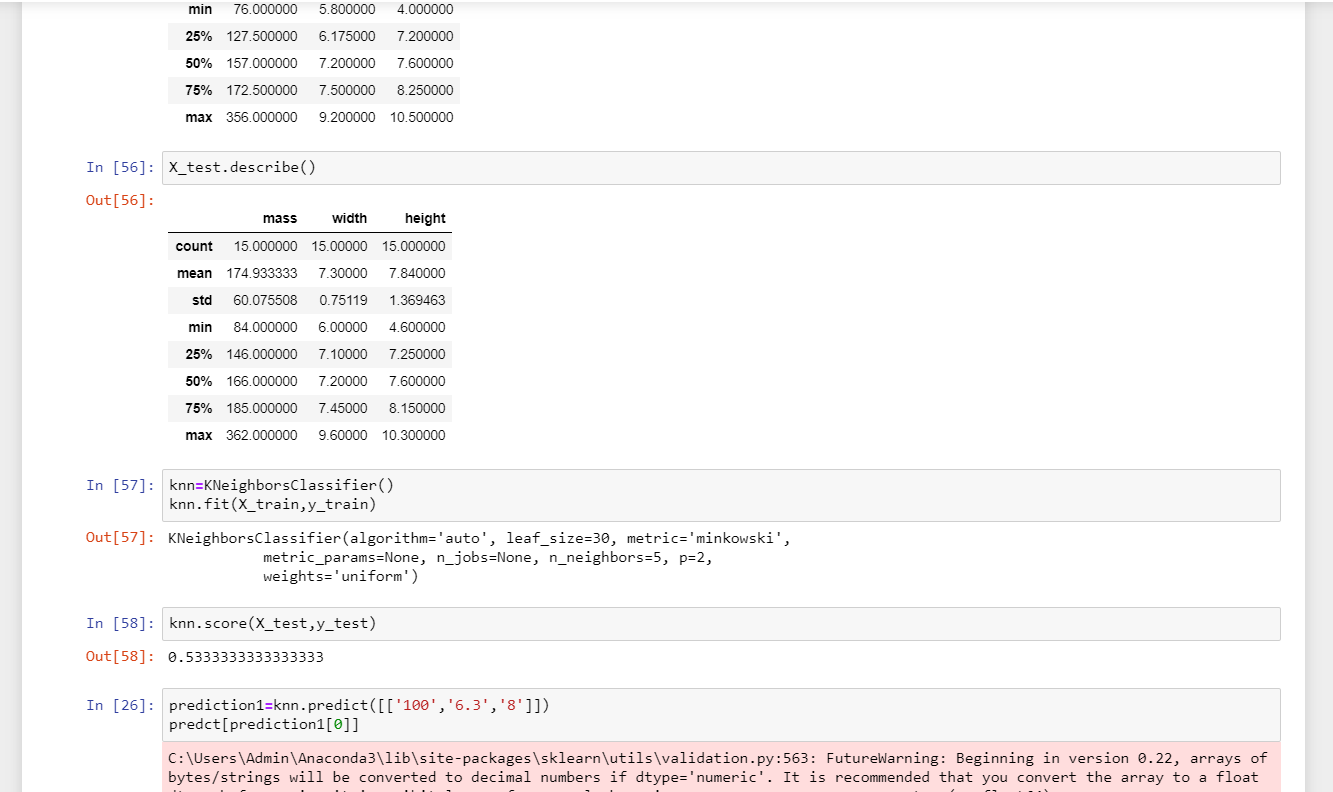 min 76.000000 5.800000 4.000000
25% 127.500000 6.175000 7.200000
50% 157.000000 7.200000 7.600000
75% 172.500000 7.500000 8.250000
max 356.000000 9.200000 10.500000
In [56]: X_test.describe()
Out[56]:
mass width height
count 15.000000 15.00000 15.000000
mean 174.933333 7.30000 7.840000
std 60.075508 0.75119 1.369463
min 84.000000 6.00000 4.600000
25% 146.000000 7.10000 7.250000
50% 166.000000 7.20000 7.600000
75% 185.000000 7.45000 8.150000
max 362.000000 9.60000 10.300000
In [57]: knn=KNeighborsClassifier()
knn.fit(X_train,y_train)
Out[57]: KNeighborsClassifier(algorithm='auto', leaf_size=30, metric='minkowski',
metric_params=None, n_jobs=None, n_neighbors=5, p=2,
weights='uniform')
In [58]: knn.score(X_test,y_test)
Out[58]: 0.5333333333333333
In [26]: prediction1=knn.predict([['100','6.3','8']])
predct[prediction1[0]]
C:\Users\Admin\Anaconda3\lib\site-packages\sklearn\utils\validation.py:563: FutureWarning: Beginning in version 0.22, arrays of
bytes/strings will be converted to decimal numbers if dtype='numeric'. It is recommended that you convert the array to a float